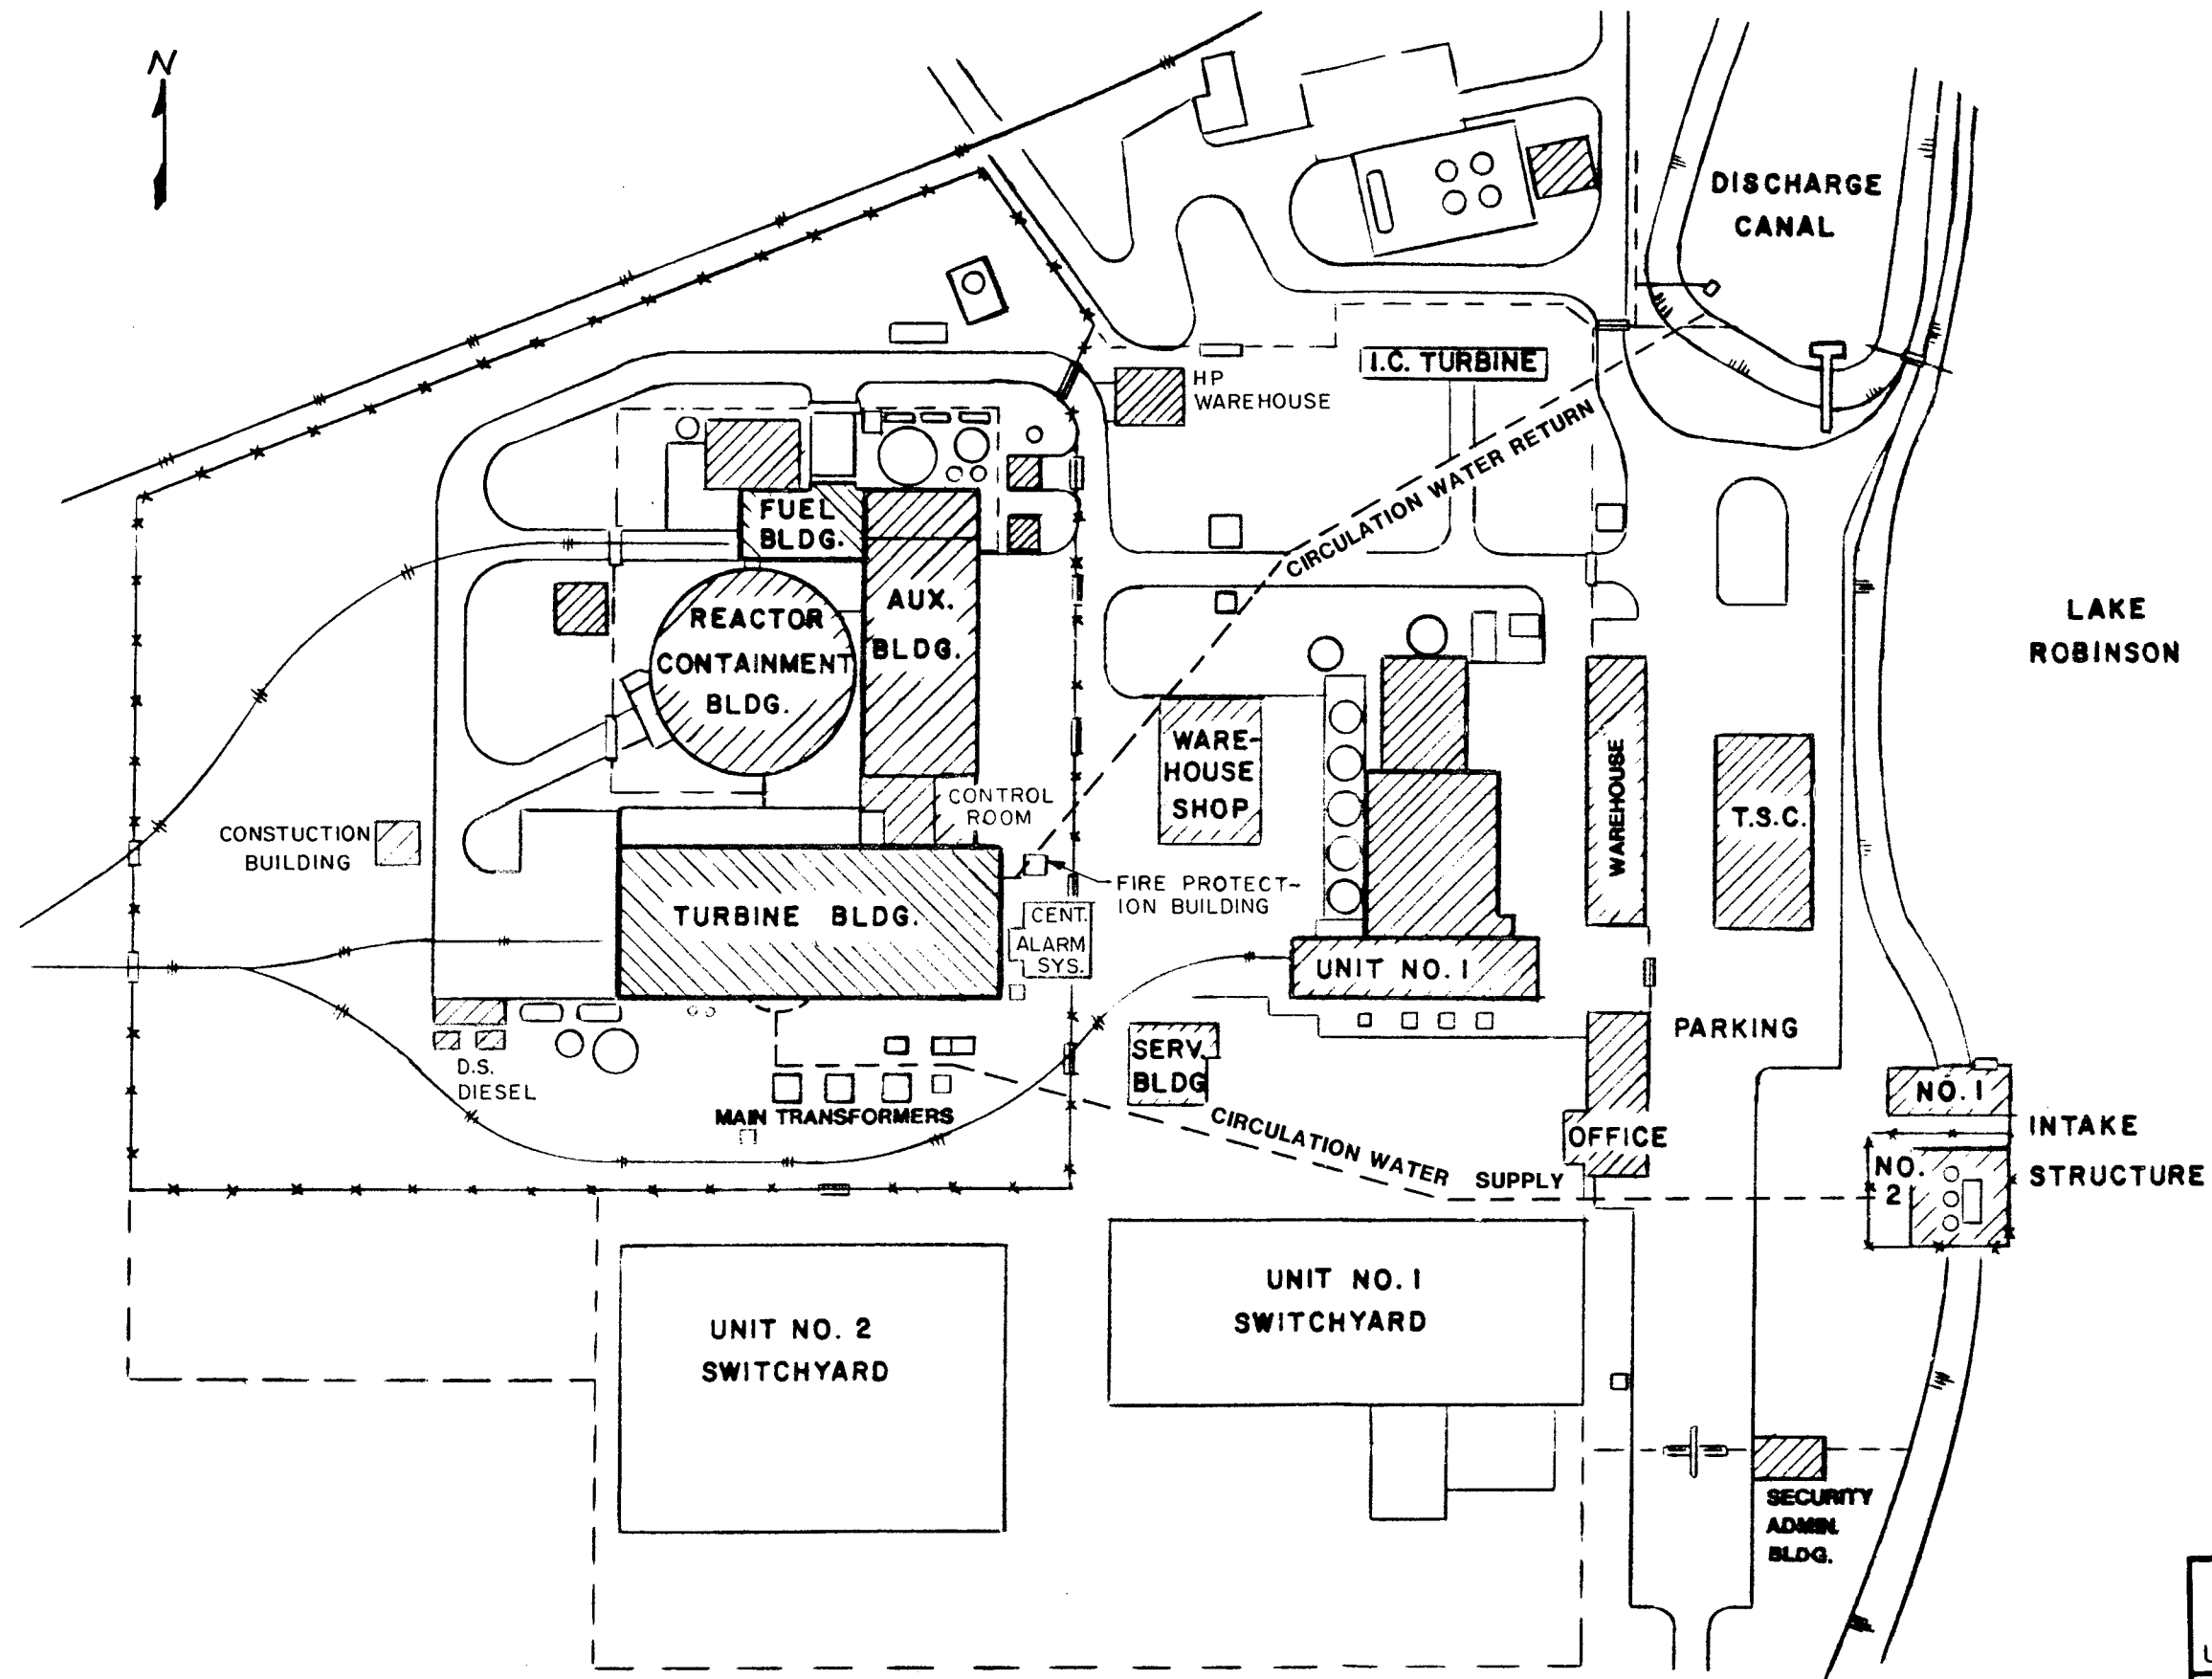 N
DISCHARGE
CANAL
I.C. TURBINE
HP
WAREHOUSE
CIRCULATION WATER RETURN
FUEL
BLDG.
AUX.
BLDG.
REACTOR
CONTAINMENT
BLDG.
LAKE
ROBINSON
WARE-
HOUSE
SHOP
WAREHOUSE
T.S.C.
CONTROL
ROOM
CONSTUCTION
BUILDING
FIRE PROTECT-
ION BUILDING
TURBINE BLDG.
CENT.
ALARM
SYS.
UNIT NO. 1
PARKING
SERV.
BLDG
D.S.
DIESEL
MAIN TRANSFORMERS
CIRCULATION WATER SUPPLY
OFFICE
NO. 1
INTAKE
STRUCTURE
NO.
2
UNIT NO. 1
SWITCHYARD
UNIT NO. 2
SWITCHYARD
SECURITY
ADMIN.
BLDG.